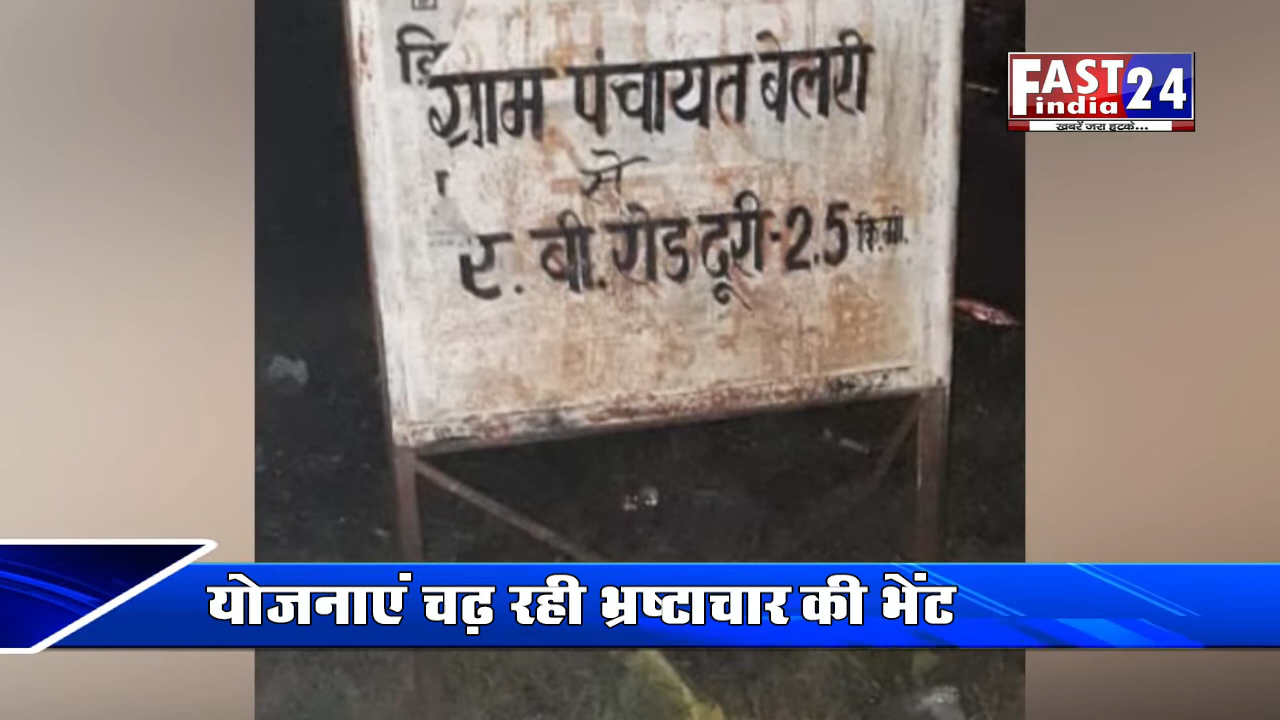 ग्राम पंचायत बेलरी
से
र. बी. रोड दूरी-2.5 कि.मी.
FAST
india 24
खबरें जरा हटके...
योजनाएं चढ़ रही भ्रष्टाचार की भेंट